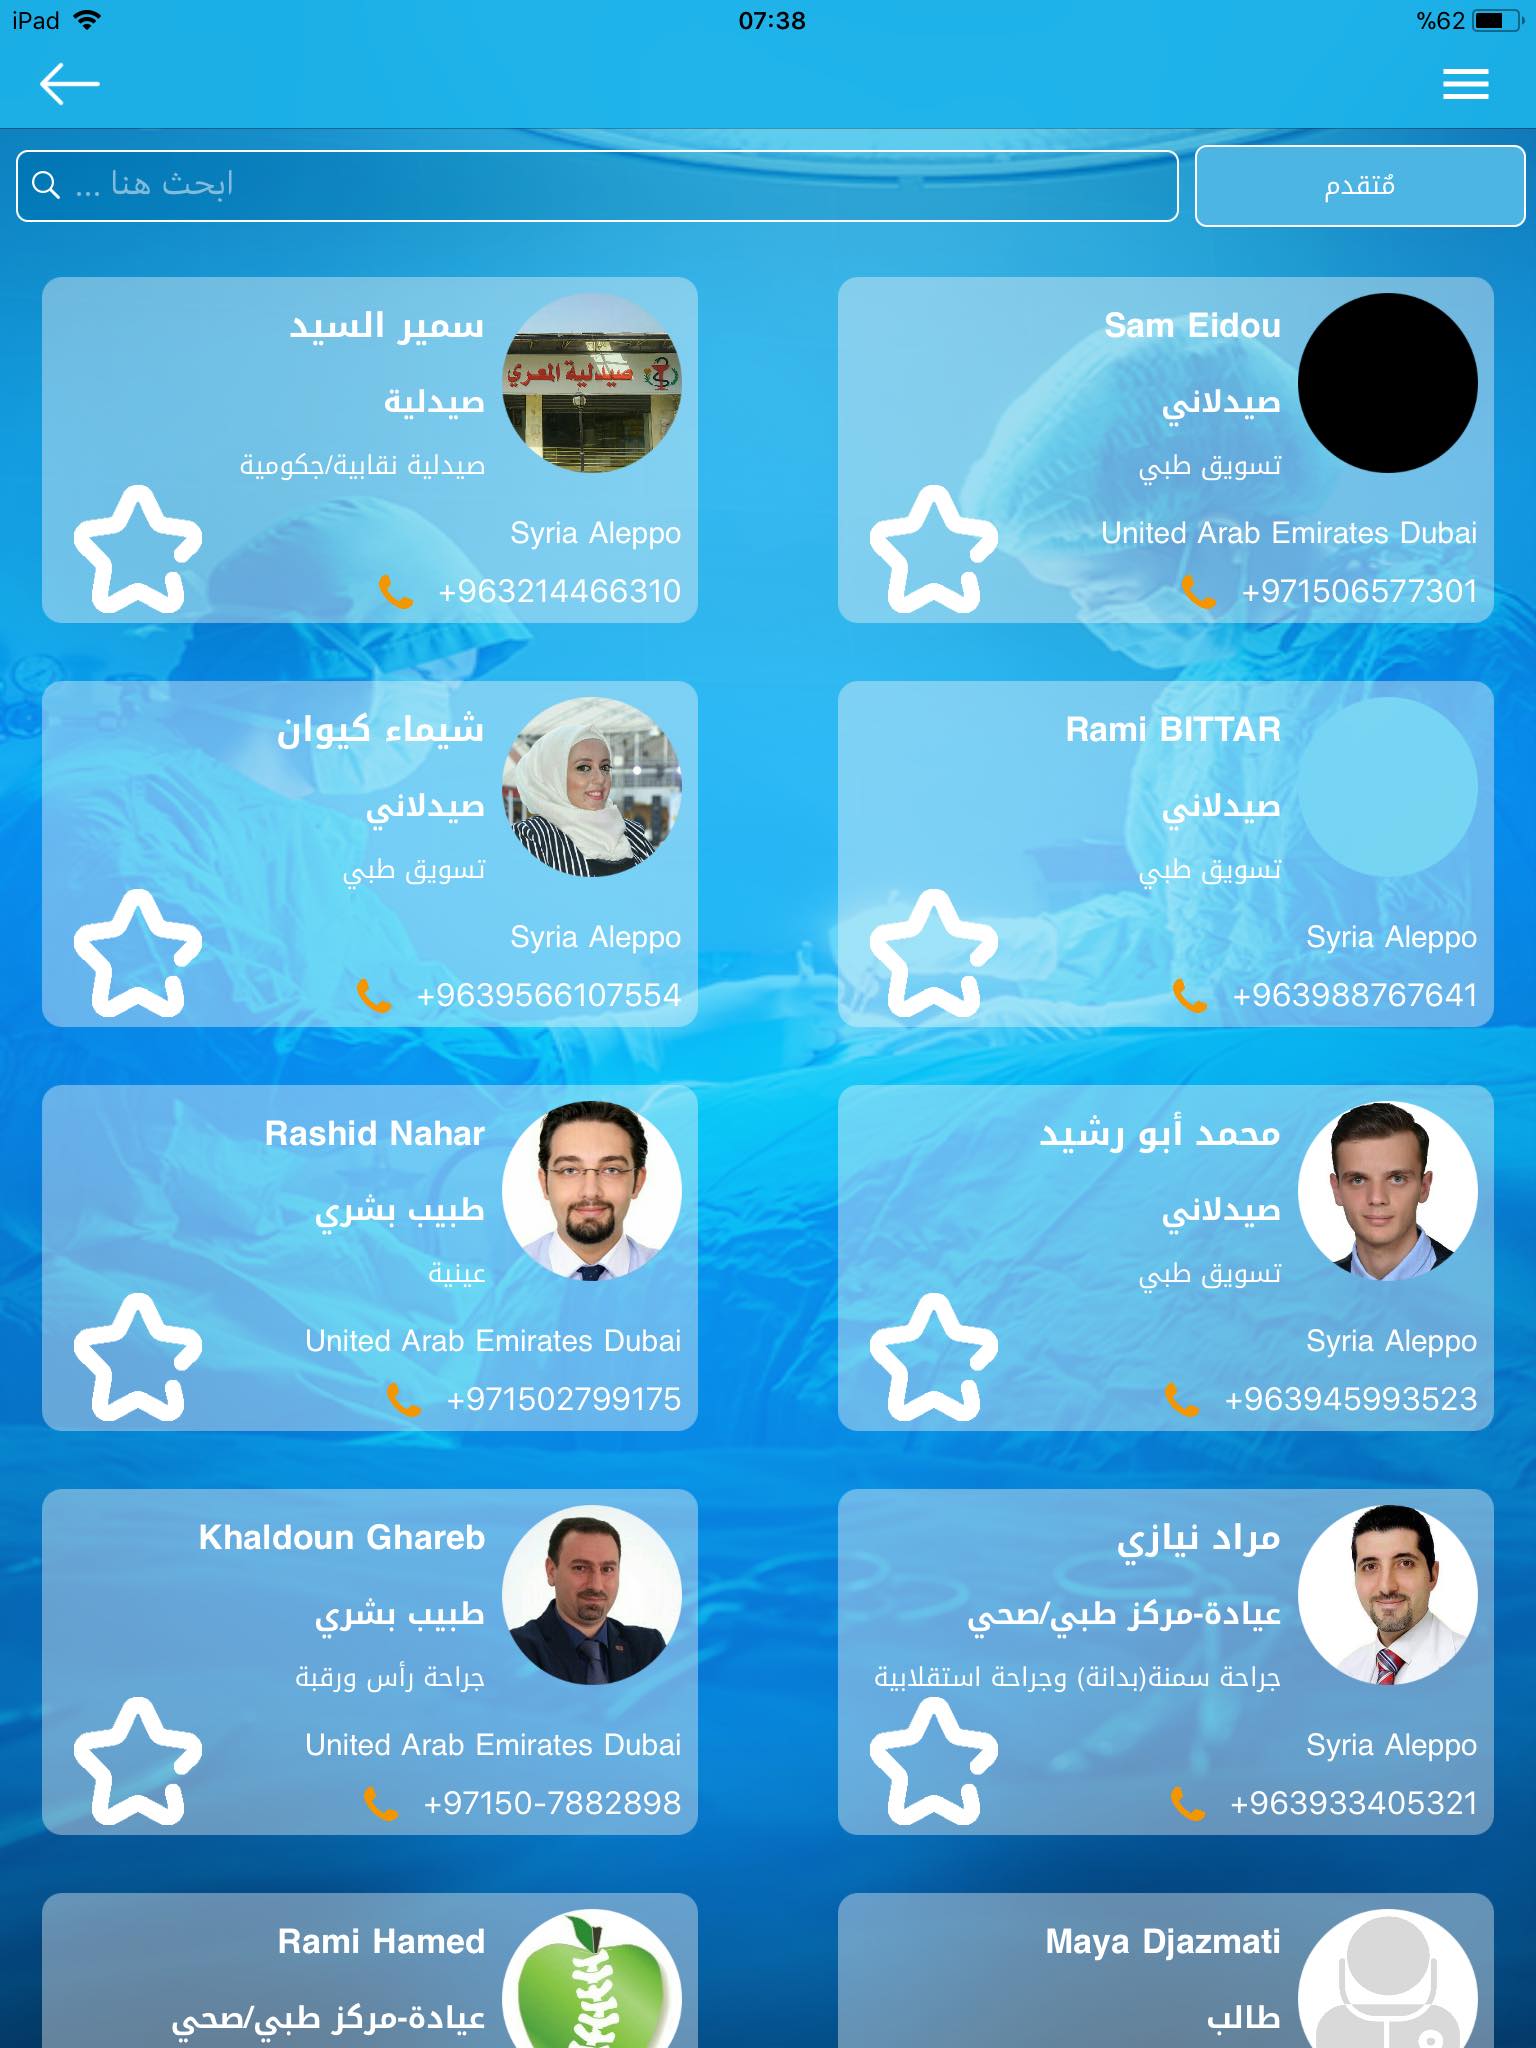 iPad
07:38
%62
ابحث هنا ...
مُتقدم
Sam Eidou
صيدلاني
تسويق طبي
United Arab Emirates Dubai
+971506577301
سمير السيد
صيدلية
صيدلية نقابية/حكومية
Syria Aleppo
+963214466310
صيدلية المعري
Rami BITTAR
صيدلاني
تسويق طبي
Syria Aleppo
+963988767641
شيماء كيوان
صيدلاني
تسويق طبي
Syria Aleppo
+9639566107554
محمد أبو رشيد
صيدلاني
تسويق طبي
Syria Aleppo
+963945993523
Rashid Nahar
طبيب بشري
عينية
United Arab Emirates Dubai
+971502799175
مراد نيازي
عيادة-مركز طبي/صحي
جراحة سمنة(بدانة) وجراحة استقلابية
Syria Aleppo
+963933405321
Khaldoun Ghareb
طبيب بشري
جراحة رأس ورقبة
United Arab Emirates Dubai
+97150-7882898
Maya Djazmati
طالب
Rami Hamed
عيادة-مركز طبي/صحي